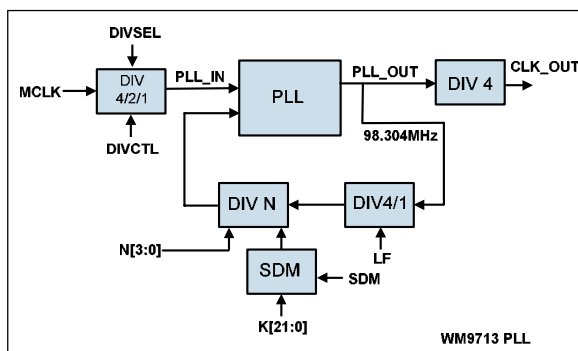 DIVSEL
MCLK
DIV
4/2/1
DIVCTL
PLL_IN
PLL
PLL_OUT
DIV 4
CLK_OUT
98.304MHz
DIV N
DIV4/1
N[3:0]
LF
SDM
SDM
K[21:0]
WM9713 PLL